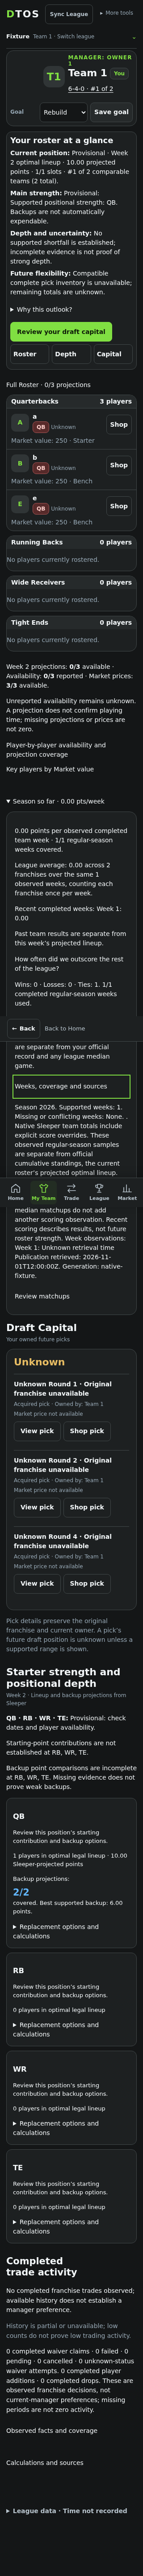 DTOS
Sync League
▸ More tools
Fixture Team 1 · Switch league
T1
MANAGER: OWNER
1
Team 1 You
6-4-0 · #1 of 2
Goal
Rebuild
Save goal
Your roster at a glance
Current position: Provisional · Week
2 optimal lineup · 10.00 projected
points · 1/1 slots · #1 of 2 comparable
teams (2 total).
Main strength: Provisional:
Supported positional strength: QB.
Backups are not automatically
expendable.
Depth and uncertainty: No
supported shortfall is established;
incomplete evidence is not proof of
strong depth.
Future flexibility: Compatible
complete pick inventory is unavailable;
remaining totals are unknown.
▸ Why this outlook?
Review your draft capital
Roster
Depth
Capital
Full Roster · 0/3 projections
Quarterbacks 3 players
A
a
QB Unknown
Shop
Market value: 250 · Starter
B
b
QB Unknown
Shop
Market value: 250 · Bench
E
e
QB Unknown
Shop
Market value: 250 · Bench
Running Backs 0 players
No players currently rostered.
Wide Receivers 0 players
No players currently rostered.
Tight Ends 0 players
No players currently rostered.
Week 2 projections: 0/3 available ·
Availability: 0/3 reported · Market prices:
3/3 available.
Unreported availability remains unknown.
A projection does not confirm playing
time; missing projections or prices are
not zero.
Player-by-player availability and
projection coverage
Key players by Market value
▾ Season so far · 0.00 pts/week
0.00 points per observed completed
team week · 1/1 regular-season
weeks covered.
League average: 0.00 across 2
franchises over the same 1
observed weeks, counting each
franchise once per week.
Recent completed weeks: Week 1:
0.00
Past team results are separate from
this week's projected lineup.
How often did we outscore the rest
of the league?
Wins: 0 · Losses: 0 · Ties: 1. 1/1
completed regular-season weeks
used.
← Back
Back to Home
are separate from your official
record and any league median
game.
Weeks, coverage and sources
Season 2026. Supported weeks: 1.
Missing or conflicting weeks: None. .
Native Sleeper team totals include
explicit score overrides. These
observed regular-season samples
are separate from official
cumulative standings, current
roster's projected optimal lineup.
Home
My Team
Trade
League
Market
median matchups do not add
another scoring observation. Recent
scoring describes results, not future
roster strength. Week observations:
Week 1: Unknown retrieval time
Publication retrieved: 2026-11-
01T00:00:00Z. Generation: native-
fixture.
Review matchups
Draft Capital
Your owned future picks
Unknown
Unknown Round 1 · Original
franchise unavailable
Acquired pick · Owned by: Team 1
Market price not available
View pick
Shop pick
Unknown Round 2 · Original
franchise unavailable
Acquired pick · Owned by: Team 1
Market price not available
View pick
Shop pick
Unknown Round 4 · Original
franchise unavailable
Acquired pick · Owned by: Team 1
Market price not available
View pick
Shop pick
Pick details preserve the original
franchise and current owner. A pick's
future draft position is unknown unless a
supported range is shown.
Starter strength and
positional depth
Week 2 · Lineup and backup projections from
Sleeper
QB · RB · WR · TE: Provisional: check
dates and player availability.
Starting-point contributions are not
established at RB, WR, TE.
Backup point comparisons are incomplete
at RB, WR, TE. Missing evidence does not
prove weak backups.
QB
Review this position's starting
contribution and backup options.
1 players in optimal legal lineup · 10.00
Sleeper-projected points
Backup projections:
2/2
covered. Best supported backup: 6.00
points.
▸ Replacement options and
calculations
RB
Review this position's starting
contribution and backup options.
0 players in optimal legal lineup
▸ Replacement options and
calculations
WR
Review this position's starting
contribution and backup options.
0 players in optimal legal lineup
▸ Replacement options and
calculations
TE
Review this position's starting
contribution and backup options.
0 players in optimal legal lineup
▸ Replacement options and
calculations
Completed
trade activity
No completed franchise trades observed;
available history does not establish a
manager preference.
History is partial or unavailable; low
counts do not prove low trading activity.
0 completed waiver claims · 0 failed · 0
pending · 0 cancelled · 0 unknown-status
waiver attempts. 0 completed player
additions · 0 completed drops. These are
observed franchise decisions, not
current-manager preferences; missing
periods are not zero activity.
Observed facts and coverage
Calculations and sources
▸ League data · Time not recorded